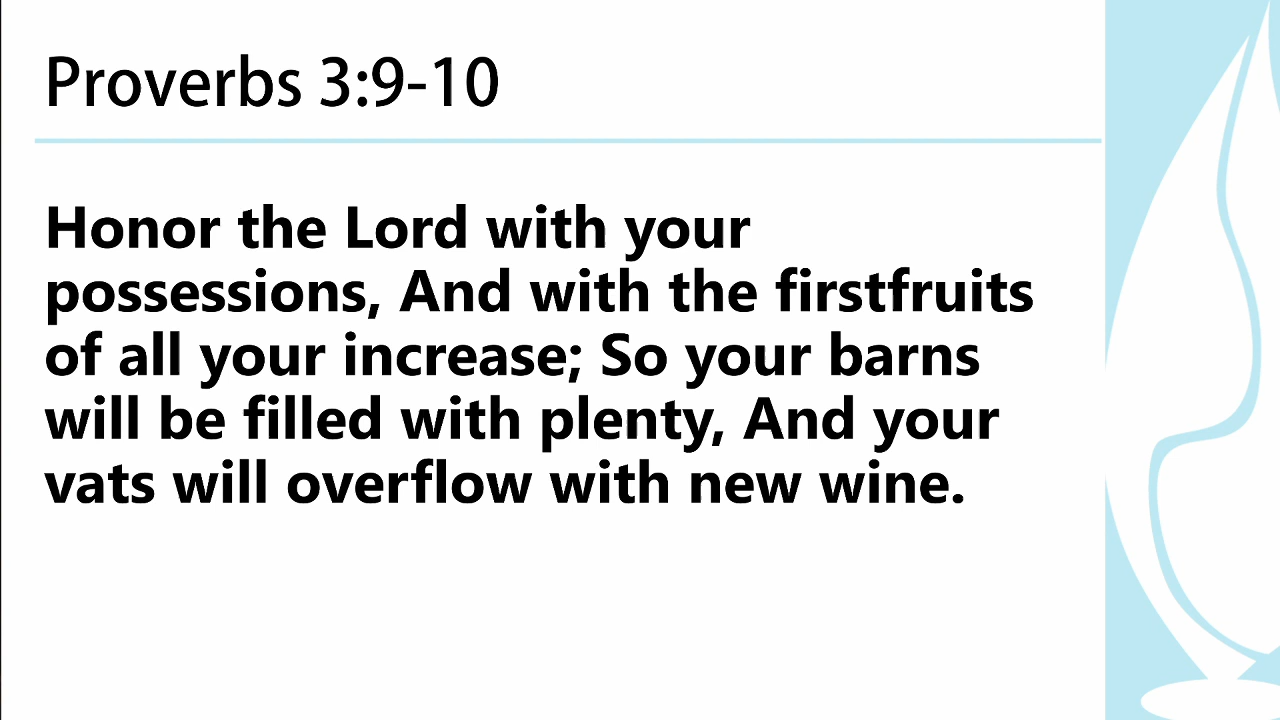 Proverbs 3:9-10
Honor the Lord with your
possessions, And with the firstfruits
of all your increase; So your barns
will be filled with plenty, And your
vats will overflow with new wine.